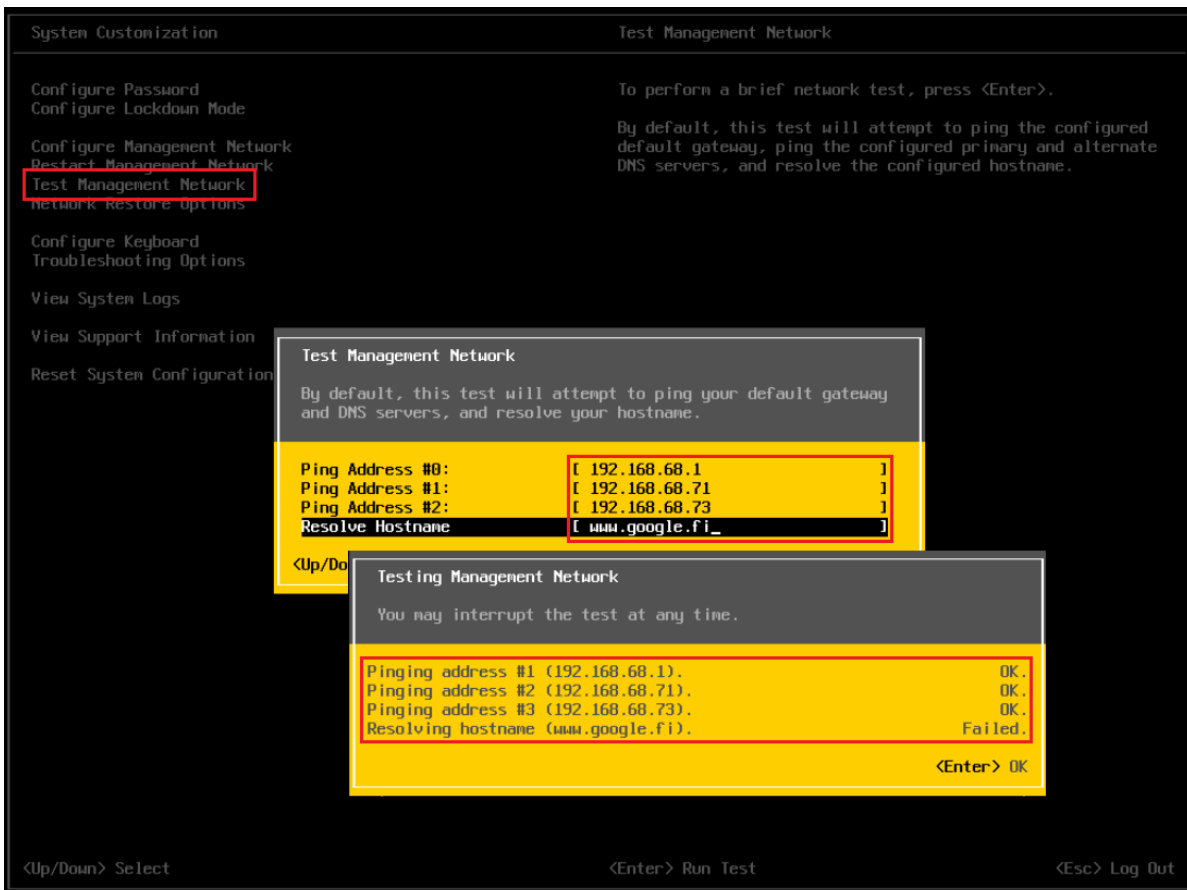 System Customization
Test Management Network
Configure Password
Configure Lockdown Mode
Configure Management Network
Restart Management Network
Test Management Network
Network Restore Options
Configure Keyboard
Troubleshooting Options
View System Logs
View Support Information
Reset System Configuration
To perform a brief network test, press <Enter>.
By default, this test will attempt to ping the configured
default gateway, ping the configured primary and alternate
DNS servers, and resolve the configured hostname.
Test Management Network
By default, this test will attempt to ping your default gateway
and DNS servers, and resolve your hostname.
Ping Address #0: [ 192.168.68.1 ]
Ping Address #1: [ 192.168.68.71 ]
Ping Address #2: [ 192.168.68.73 ]
Resolve Hostname [ www.google.fi_ ]
<Up/Do
Testing Management Network
You may interrupt the test at any time.
Pinging address #1 (192.168.68.1). OK.
Pinging address #2 (192.168.68.71). OK.
Pinging address #3 (192.168.68.73). OK.
Resolving hostname (www.google.fi). Failed.
<Enter> OK
<Up/Down> Select <Enter> Run Test <Esc> Log Out